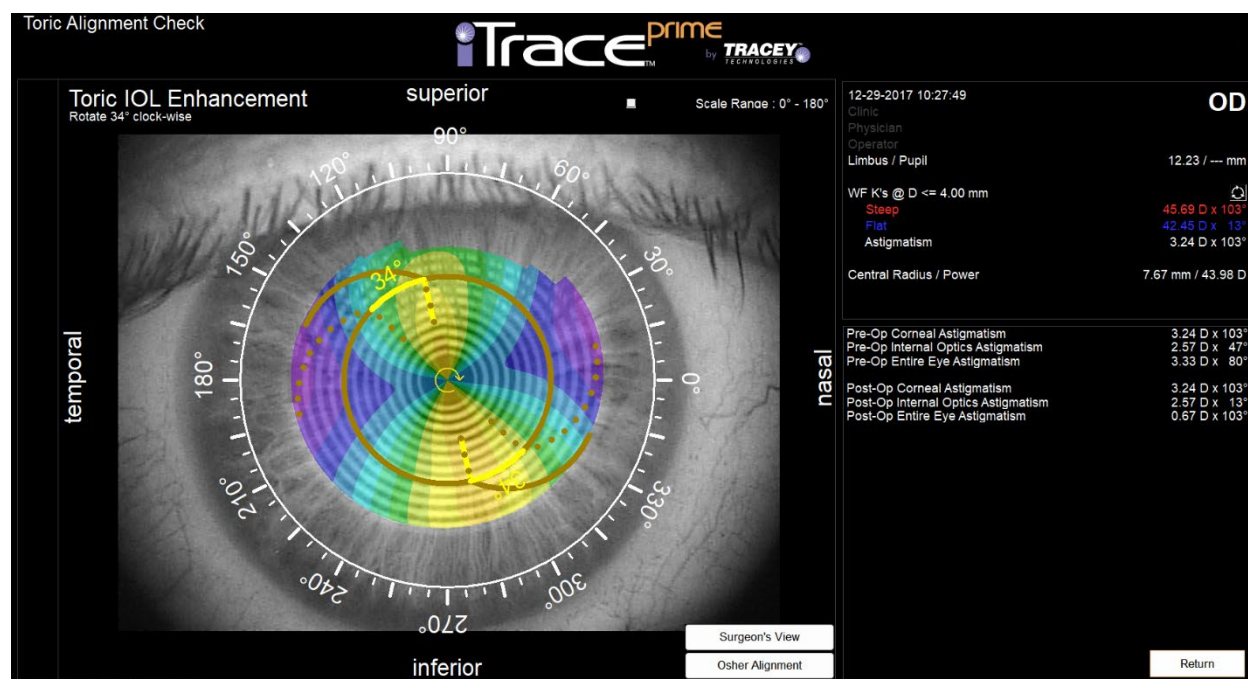 Toric Alignment Check
iTrace™ prime
by TRACEY™
TECHNOLOGIES
Toric IOL Enhancement
Rotate 34° clock-wise
superior
Scale Range : 0° - 180°
90°
120°
60°
150°
30°
34°
temporal
180°
0°
nasal
34°
210°
330°
240°
300°
270°
inferior
Surgeon's View
Osher Alignment
12-29-2017 10:27:49
OD
Clinic
Physician
Operator
Limbus / Pupil 12.23 / --- mm
WF K's @ D <= 4.00 mm
Steep 45.69 D x 103°
Flat 42.45 D x 13°
Astigmatism 3.24 D x 103°
Central Radius / Power 7.67 mm / 43.98 D
Pre-Op Corneal Astigmatism 3.24 D x 103°
Pre-Op Internal Optics Astigmatism 2.57 D x 47°
Pre-Op Entire Eye Astigmatism 3.33 D x 80°
Post-Op Corneal Astigmatism 3.24 D x 103°
Post-Op Internal Optics Astigmatism 2.57 D x 13°
Post-Op Entire Eye Astigmatism 0.67 D x 103°
Return